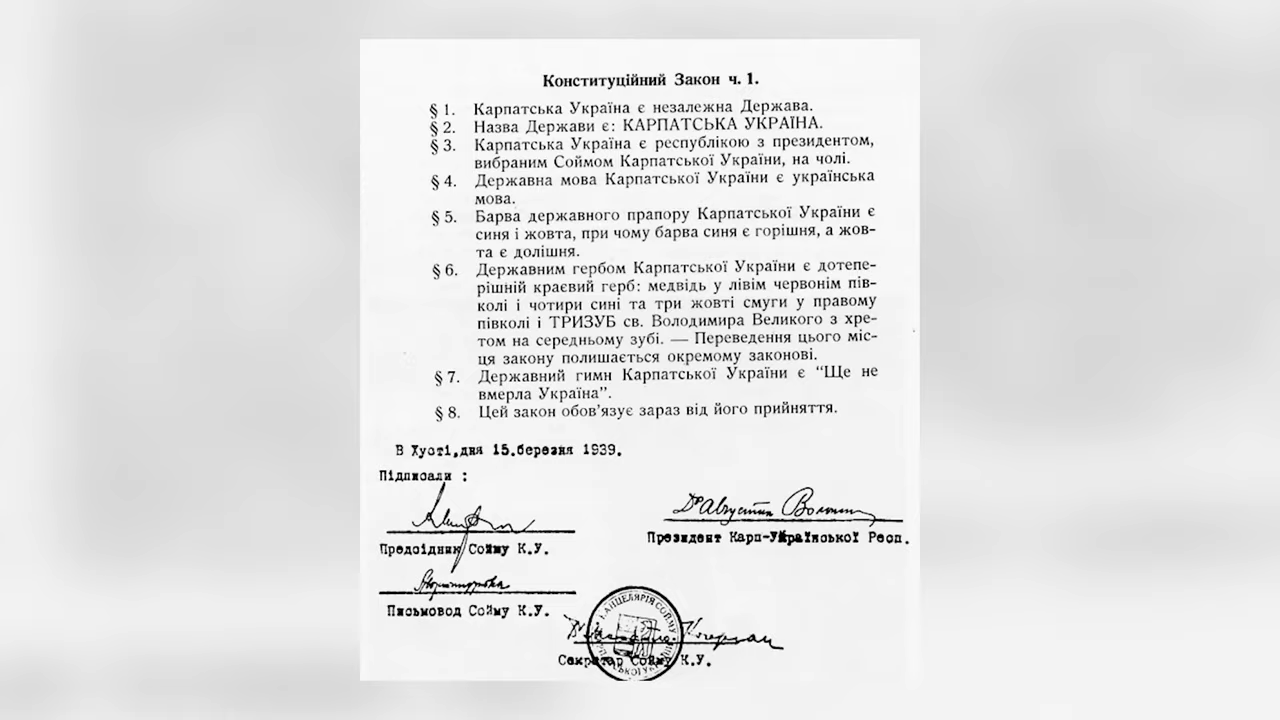 Конституційний Закон ч. 1.
§ 1. Карпатська Україна є незалежна Держава.
§ 2. Назва Держави є: КАРПАТСЬКА УКРАЇНА.
§ 3. Карпатська Україна є республікою з президентом,
вибраним Соймом Карпатської України, на чолі.
§ 4. Державна мова Карпатської України є українська
мова.
§ 5. Барва державного прапору Карпатської України є
синя і жовта, при чому барва синя є горішня, а жов-
та є долішня.
§ 6. Державним гербом Карпатської України є дотепе-
рішній краєвий герб: медвідь у лівім червонім пів-
колі і чотири сині та три жовті смуги у правому
півколі і ТРИЗУБ св. Володимира Великого з хре-
том на середньому зубі. — Переведення цього міс-
ця закону полишається окремому законові.
§ 7. Державний гимн Карпатської України є “Ще не
вмерла Україна”.
§ 8. Цей закон обов'язує зараз від його прийняття.
В Хусті,дня 15.березня 1939.
Підписали :
Dr Августин Волошин
Предсідник Сойму К.У.
Президент Карп-Української Респ.
Письмовод Сойму К.У.
КАНЦЕЛЯРІЯ СОЙМУ
Секретар Сойму К.У.